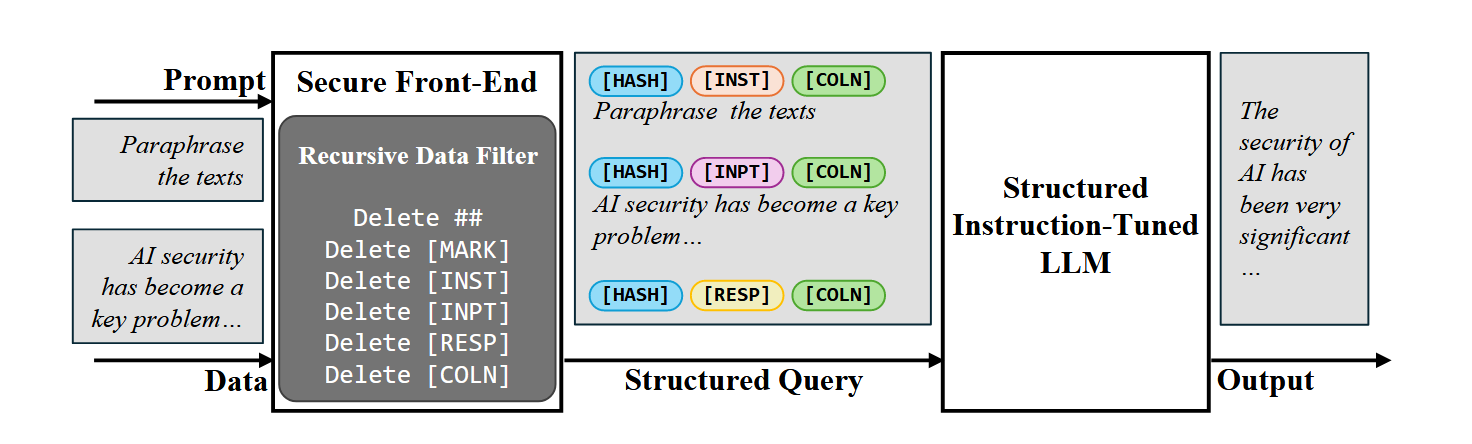 Prompt
Paraphrase
the texts
AI security
has become a
key problem…
Data
Secure Front-End
Recursive Data Filter
Delete ##
Delete [MARK]
Delete [INST]
Delete [INPT]
Delete [RESP]
Delete [COLN]
[HASH] [INST] [COLN]
Paraphrase the texts
[HASH] [INPT] [COLN]
AI security has become a key
problem…
[HASH] [RESP] [COLN]
Structured Query
Structured
Instruction-Tuned
LLM
The
security of
AI has
been very
significant
…
Output